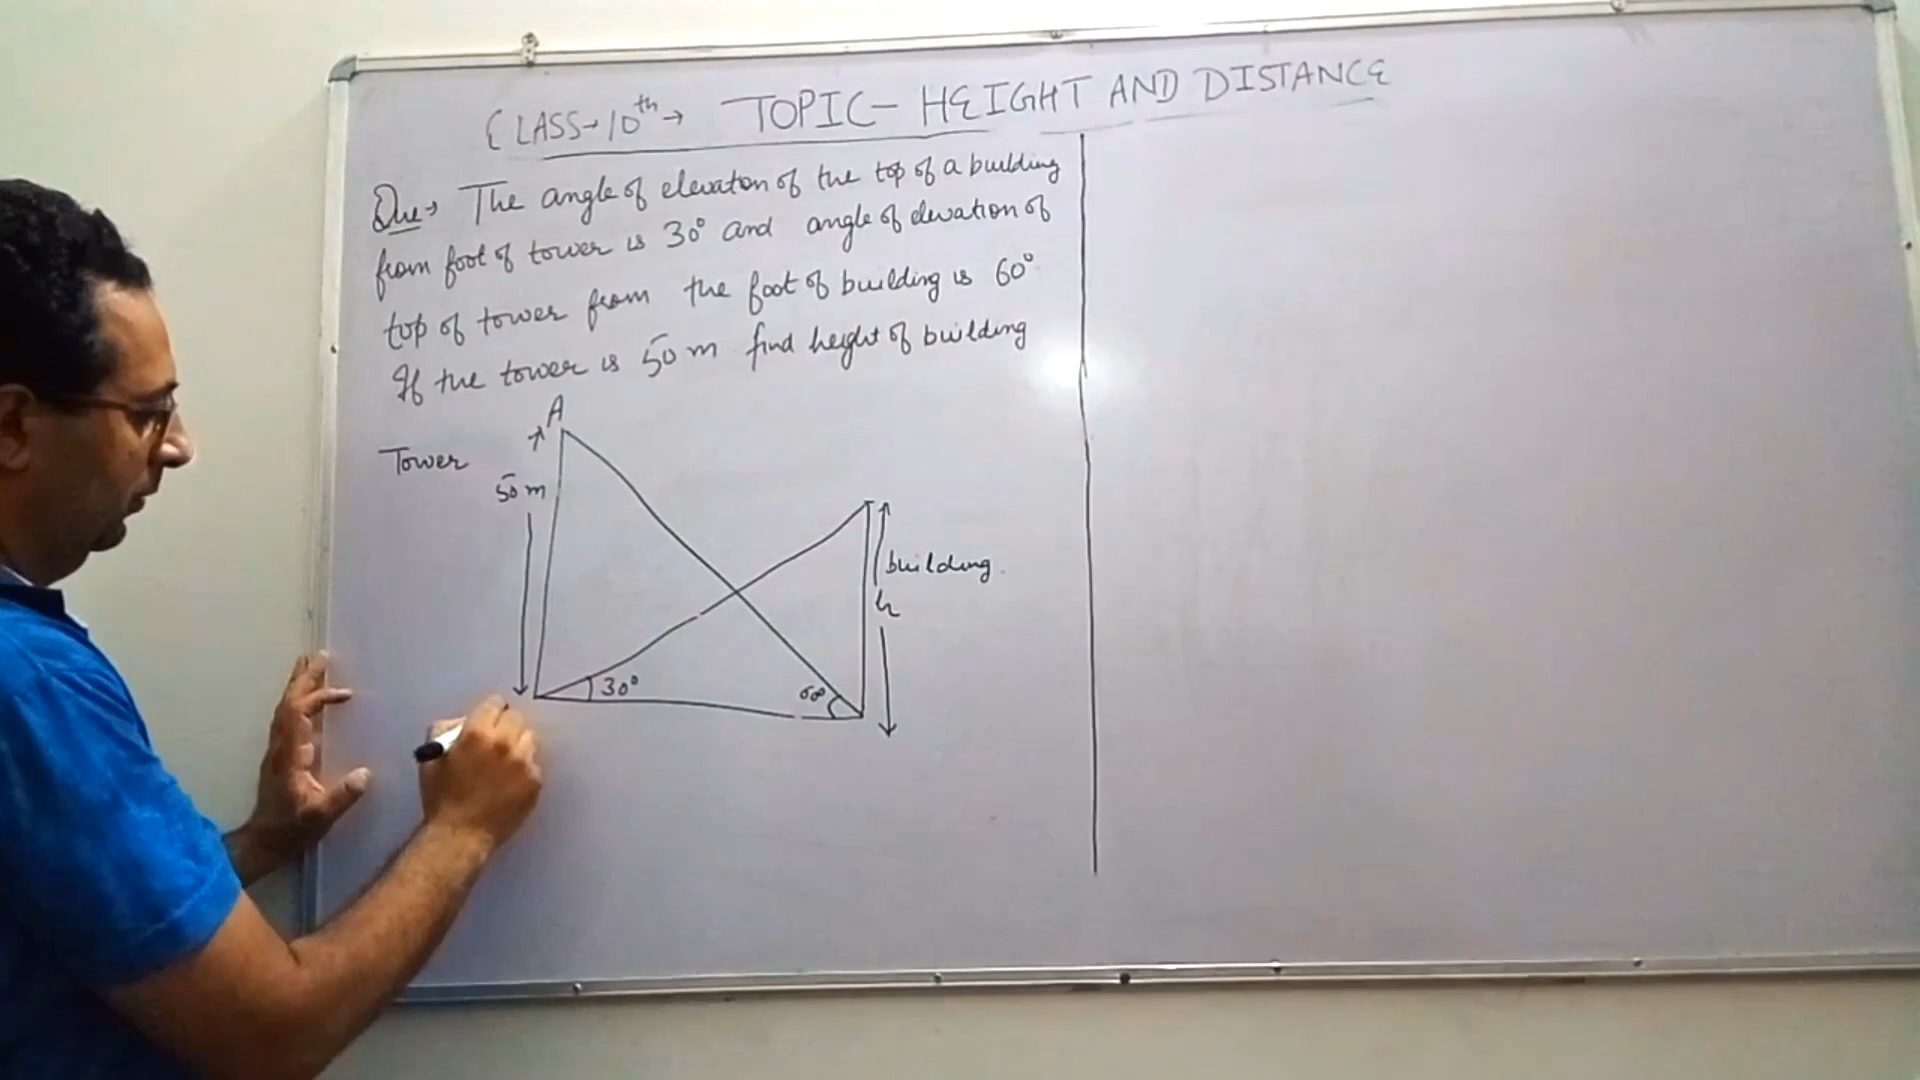 CLASS→10th→ TOPIC- HEIGHT AND DISTANCE
Que→ The angle of elevaton of the top of a building
from foot of tower is 30° and angle of elevation of
top of tower from the foot of building is 60°.
If the tower is 50 m find height of building
A
Tower
50 m
building
h
30°
60°